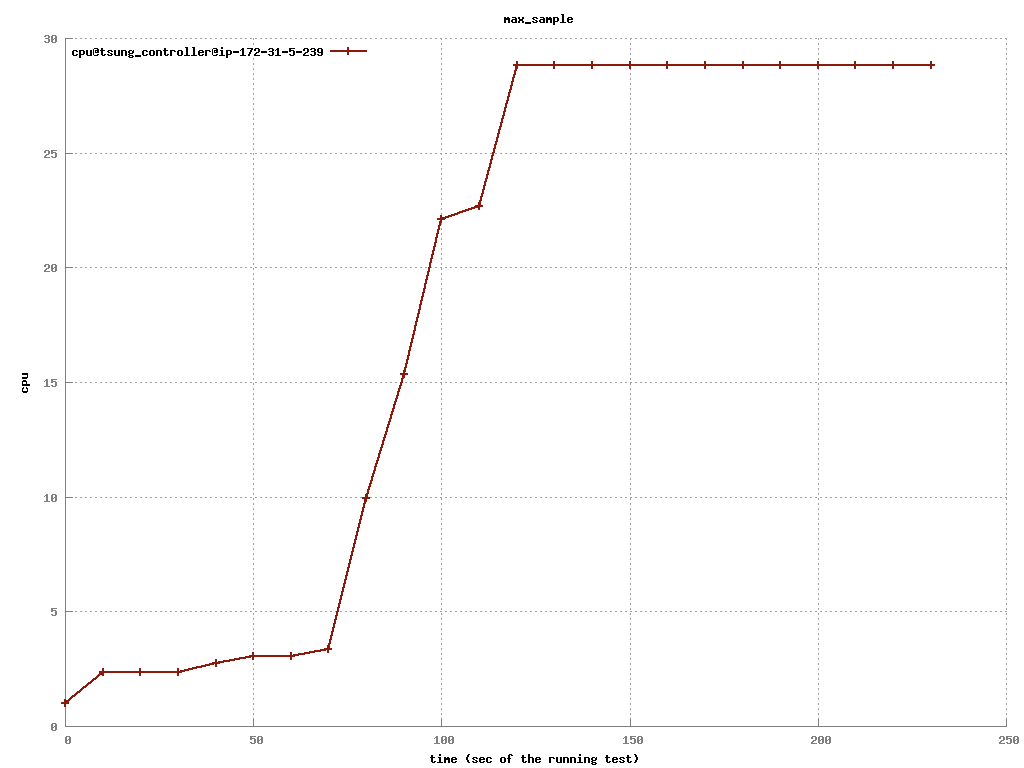 max_sample
cpu@tsung_controller@ip-172-31-5-239
30
25
20
15
10
5
0
cpu
0 50 100 150 200 250
time (sec of the running test)